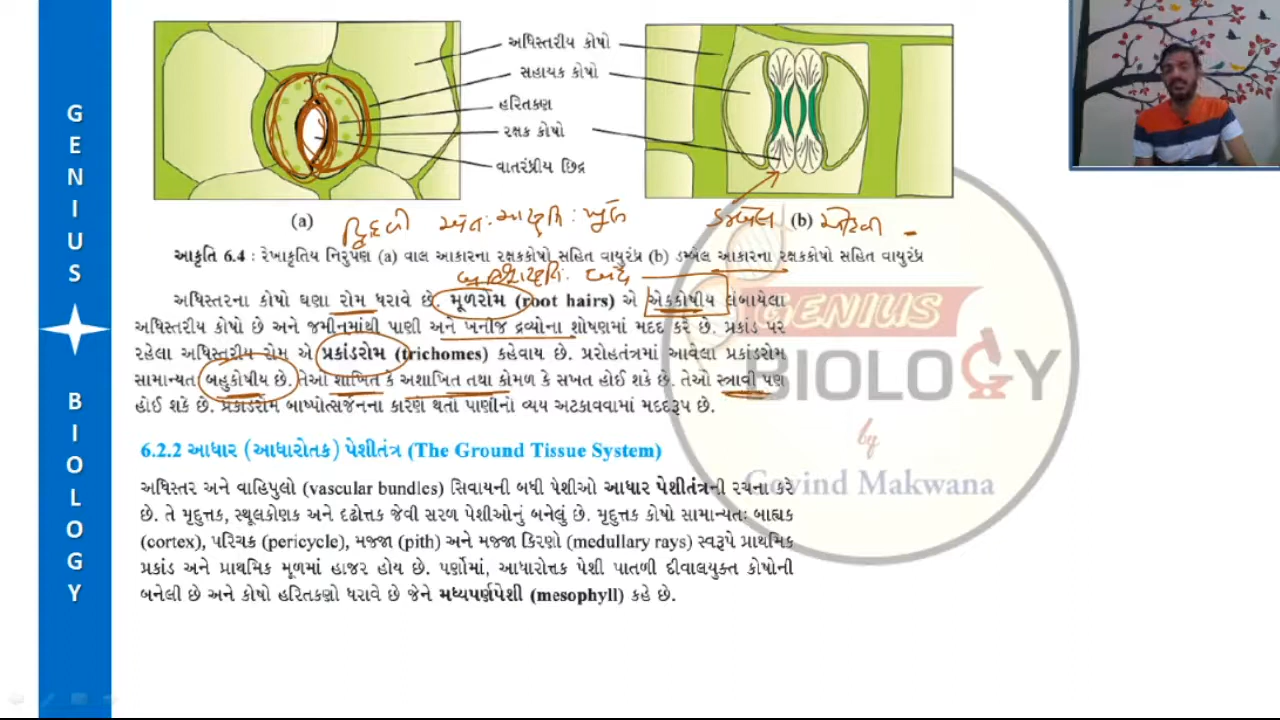 GENIUS BIOLOGY
અધિસ્તરીય કોષો
સહાયક કોષો
હરિતકણ
રક્ષક કોષો
વાતરંધ્રીય છિદ્ર
(a)
(b)
આકૃતિ 6.4 : રેખાકૃતિય નિરુપણ (a) વાલ આકારના રક્ષકકોષો સહિત વાયુરંધ્ર (b) ડમ્બેલ આકારના રક્ષકકોષો સહિત વાયુરંધ્ર
અધિસ્તરના કોષો ઘણા રોમ ધરાવે છે. મૂળરોમ (root hairs) એ એકકોષીય લંબાયેલા
અધિસ્તરીય કોષો છે અને જમીનમાંથી પાણી અને ખનીજ દ્રવ્યોના શોષણમાં મદદ કરે છે. પ્રકાંડ પર
રહેલા અધિસ્તરીય રોમ એ પ્રકાંડરોમ (trichomes) કહેવાય છે. પ્રરોહતંત્રમાં આવેલા પ્રકાંડરોમ
સામાન્યત બહુકોષીય છે. તેઓ શાખિત કે અશાખિત તથા કોમળ કે સખત હોઈ શકે છે. તેઓ સ્ત્રાવી પણ
હોઈ શકે છે. પ્રકાંડરોમ બાષ્પોત્સર્જનના કારણે થતાં પાણીનો વ્યય અટકાવવામાં મદદરૂપ છે.
6.2.2 આધાર (આધારોતક) પેશીતંત્ર (The Ground Tissue System)
અધિસ્તર અને વાહિપુલો (vascular bundles) સિવાયની બધી પેશીઓ આધાર પેશીતંત્રની રચના કરે
છે. તે મૃદુત્તક, સ્થૂલકોણક અને દઢોત્તક જેવી સરળ પેશીઓનું બનેલું છે. મૃદુત્તક કોષો સામાન્યતઃ બાહ્યક
(cortex), પરિચક્ર (pericycle), મજ્જા (pith) અને મજ્જા કિરણો (medullary rays) સ્વરૂપે પ્રાથમિક
પ્રકાંડ અને પ્રાથમિક મૂળમાં હાજર હોય છે. પર્ણોમાં, આધારોત્તક પેશી પાતળી દીવાલયુક્ત કોષોની
બનેલી છે અને કોષો હરિતકણો ધરાવે છે જેને મધ્યપર્ણપેશી (mesophyll) કહે છે.
GENIUS
BIOLOGY
by
Govind Makwana